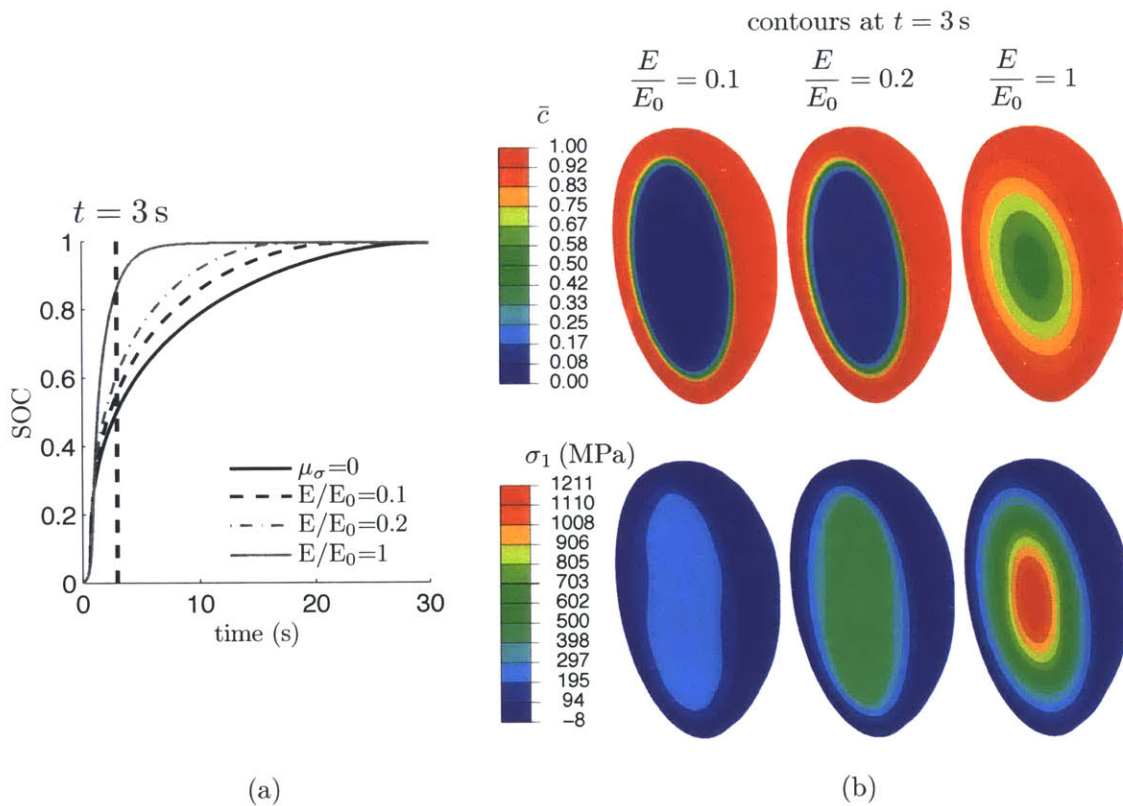 t = 3 s
SOC
1
0.8
0.6
0.4
0.2
0
0 10 20 30
time (s)
μσ=0
E/E0=0.1
E/E0=0.2
E/E0=1
(a)
contours at t = 3 s
E/E0 = 0.1
E/E0 = 0.2
E/E0 = 1
c̄
1.00
0.92
0.83
0.75
0.67
0.58
0.50
0.42
0.33
0.25
0.17
0.08
0.00
σ1 (MPa)
1211
1110
1008
906
805
703
602
500
398
297
195
94
−8
(b)